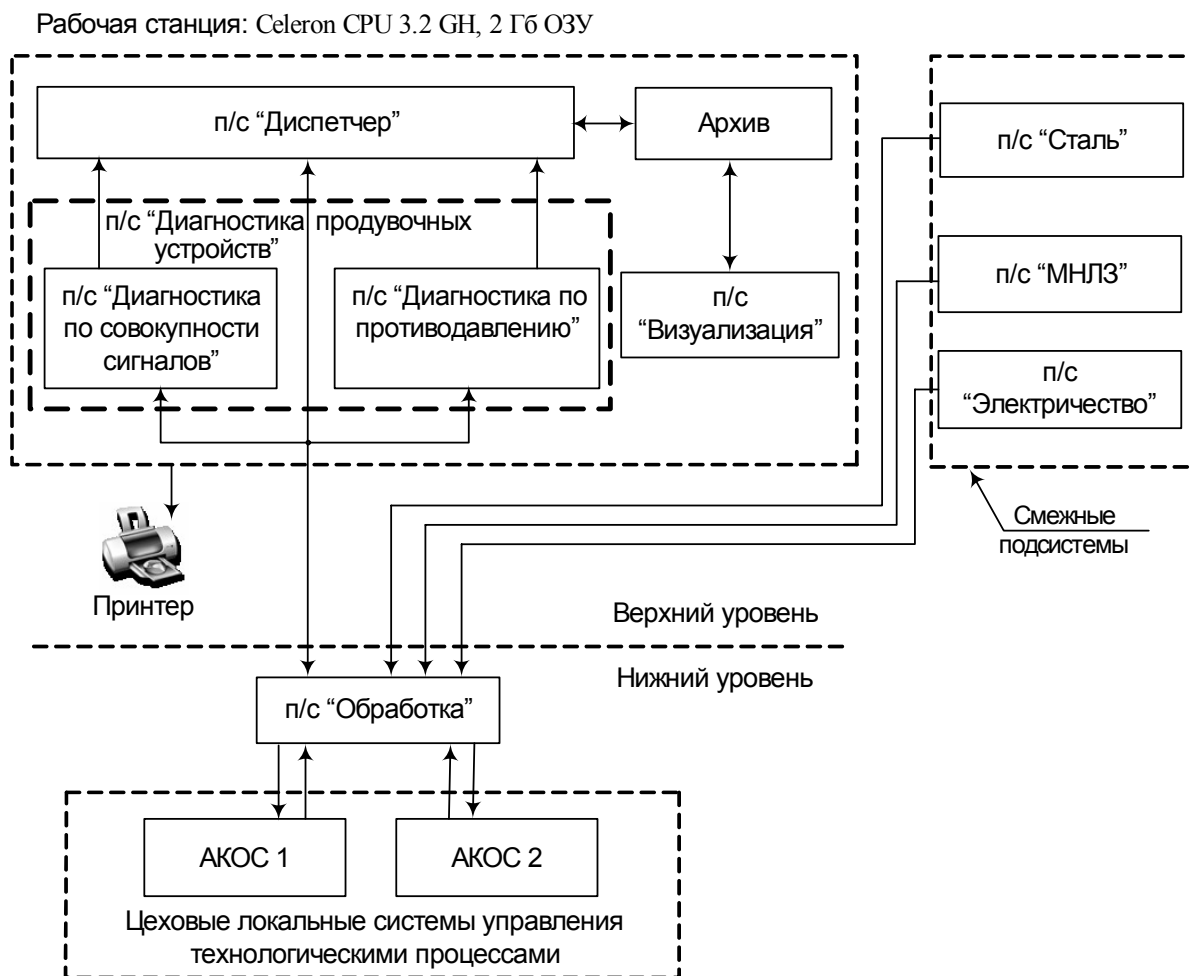 Рабочая станция: Celeron CPU 3.2 GH, 2 Гб ОЗУ
п/с “Диспетчер”
Архив
п/с “Сталь”
п/с “Диагностика продувочных
устройств”
п/с “Диагностика
по совокупности
сигналов”
п/с “Диагностика по
противодавлению”
п/с
“Визуализация”
п/с “МНЛЗ”
п/с
“Электричество”
Смежные
подсистемы
Принтер
Верхний уровень
Нижний уровень
п/с “Обработка”
АКОС 1
АКОС 2
Цеховые локальные системы управления
технологическими процессами